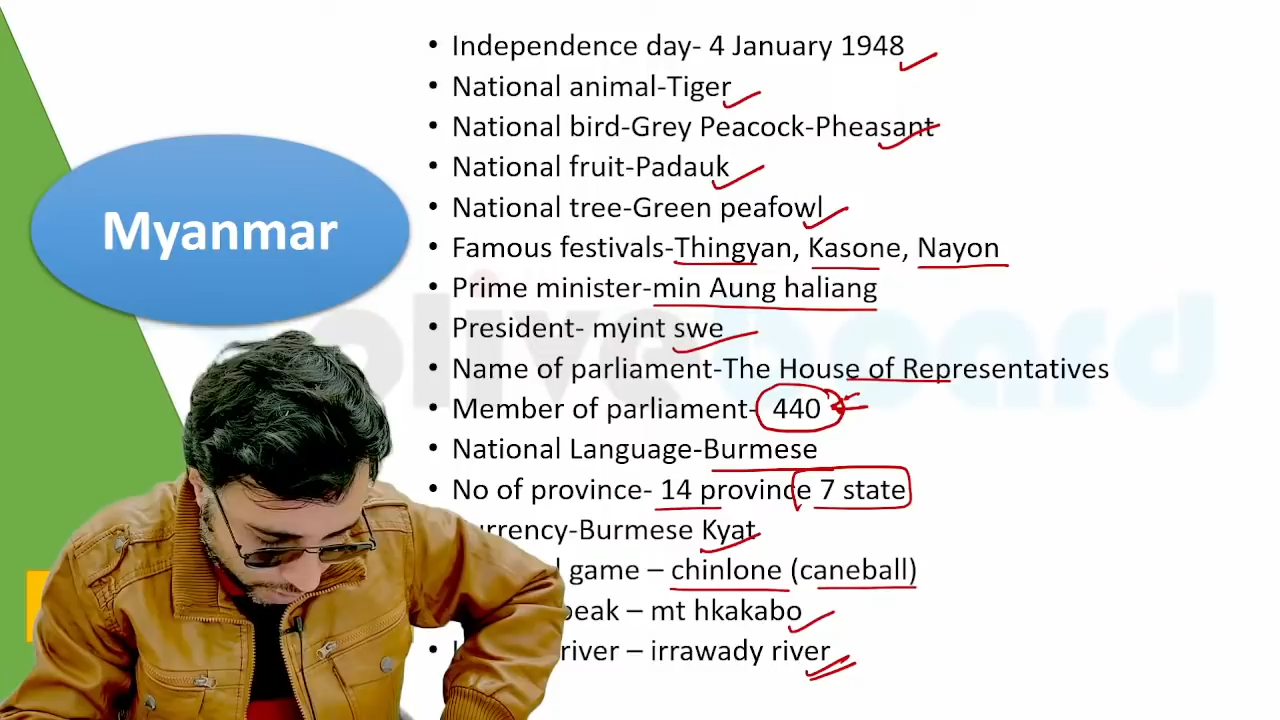 Myanmar
• Independence day- 4 January 1948
• National animal-Tiger
• National bird-Grey Peacock-Pheasant
• National fruit-Padauk
• National tree-Green peafowl
• Famous festivals-Thingyan, Kasone, Nayon
• Prime minister-min Aung haliang
• President- myint swe
• Name of parliament-The House of Representatives
• Member of parliament- 440
• National Language-Burmese
• No of province- 14 province 7 state
urrency-Burmese Kyat
game – chinlone (caneball)
peak – mt hkakabo
• river – irrawady river
oliveboard